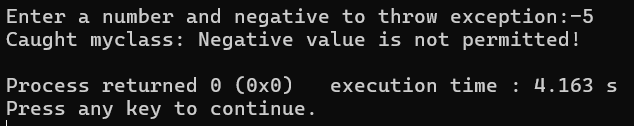 Enter a number and negative to throw exception:-5
Caught myclass: Negative value is not permitted!
Process returned 0 (0x0)   execution time : 4.163 s
Press any key to continue.